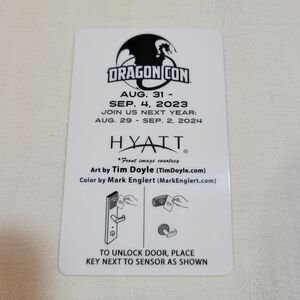 DRAGON CON
AUG. 31 -
SEP. 4, 2023
JOIN US NEXT YEAR:
AUG. 29 - SEP. 2, 2024
HYATT®
*Front image courtesy
Art by Tim Doyle (TimDoyle.com)
Color by Mark Englert (MarkEnglert.com)
TO UNLOCK DOOR, PLACE
KEY NEXT TO SENSOR AS SHOWN